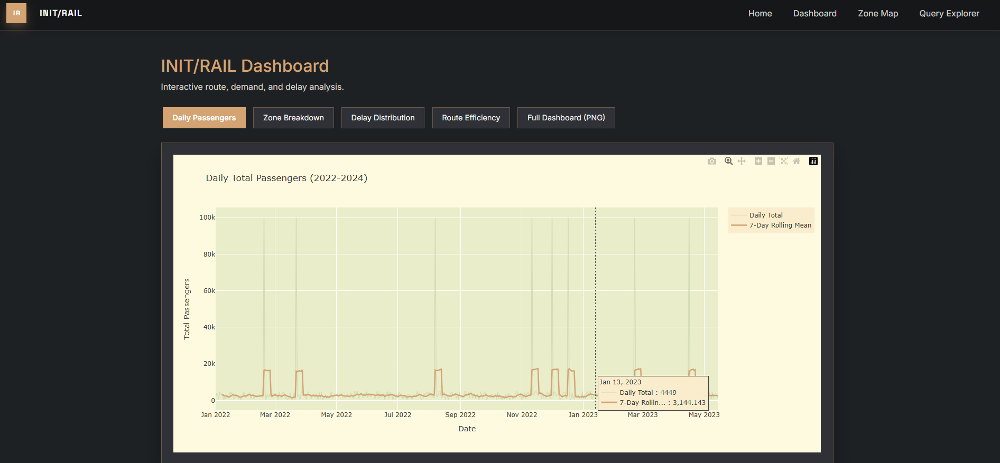 IR
INIT/RAIL
Home
Dashboard
Zone Map
Query Explorer
INIT/RAIL Dashboard
Interactive route, demand, and delay analysis.
Daily Passengers
Zone Breakdown
Delay Distribution
Route Efficiency
Full Dashboard (PNG)
Daily Total Passengers (2022-2024)
Daily Total
7-Day Rolling Mean
100k
80k
60k
40k
20k
0
Total Passengers
Jan 13, 2023
Daily Total : 4449
7-Day Rollin... : 3,144.143
Jan 2022
Mar 2022
May 2022
Jul 2022
Sep 2022
Nov 2022
Jan 2023
Mar 2023
May 2023
Date